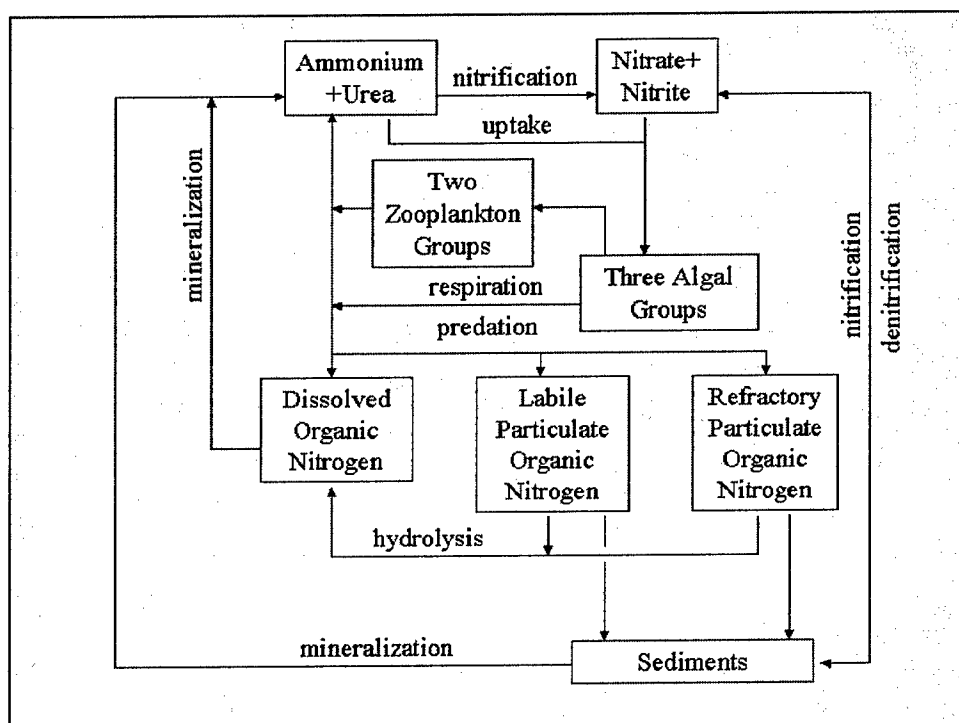 Ammonium
+Urea
nitrification
Nitrate+
Nitrite
uptake
Two
Zooplankton
Groups
mineralization
respiration
Three Algal
Groups
predation
nitrification
denitrification
Dissolved
Organic
Nitrogen
Labile
Particulate
Organic
Nitrogen
Refractory
Particulate
Organic
Nitrogen
hydrolysis
mineralization
Sediments